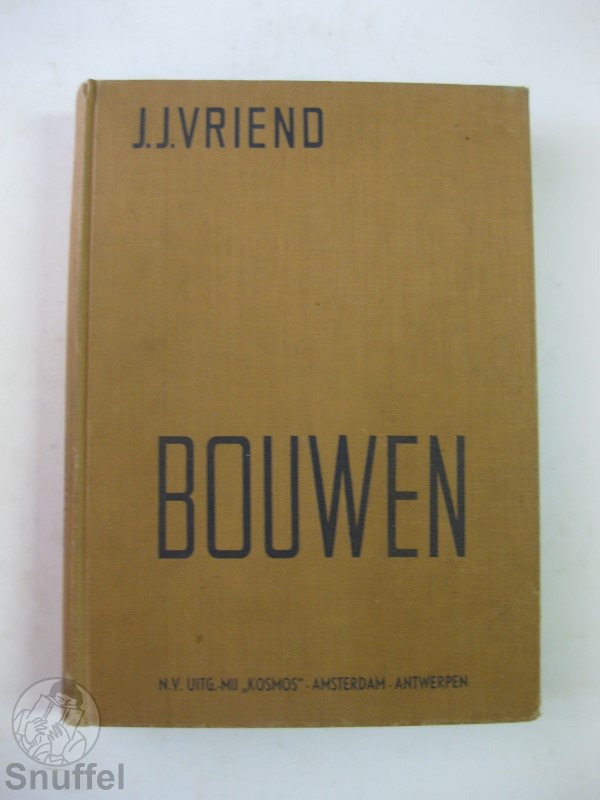 J.J.VRIEND
BOUWEN
N.V. UITG.-MIJ „KOSMOS" - AMSTERDAM - ANTWERPEN
Snuffel